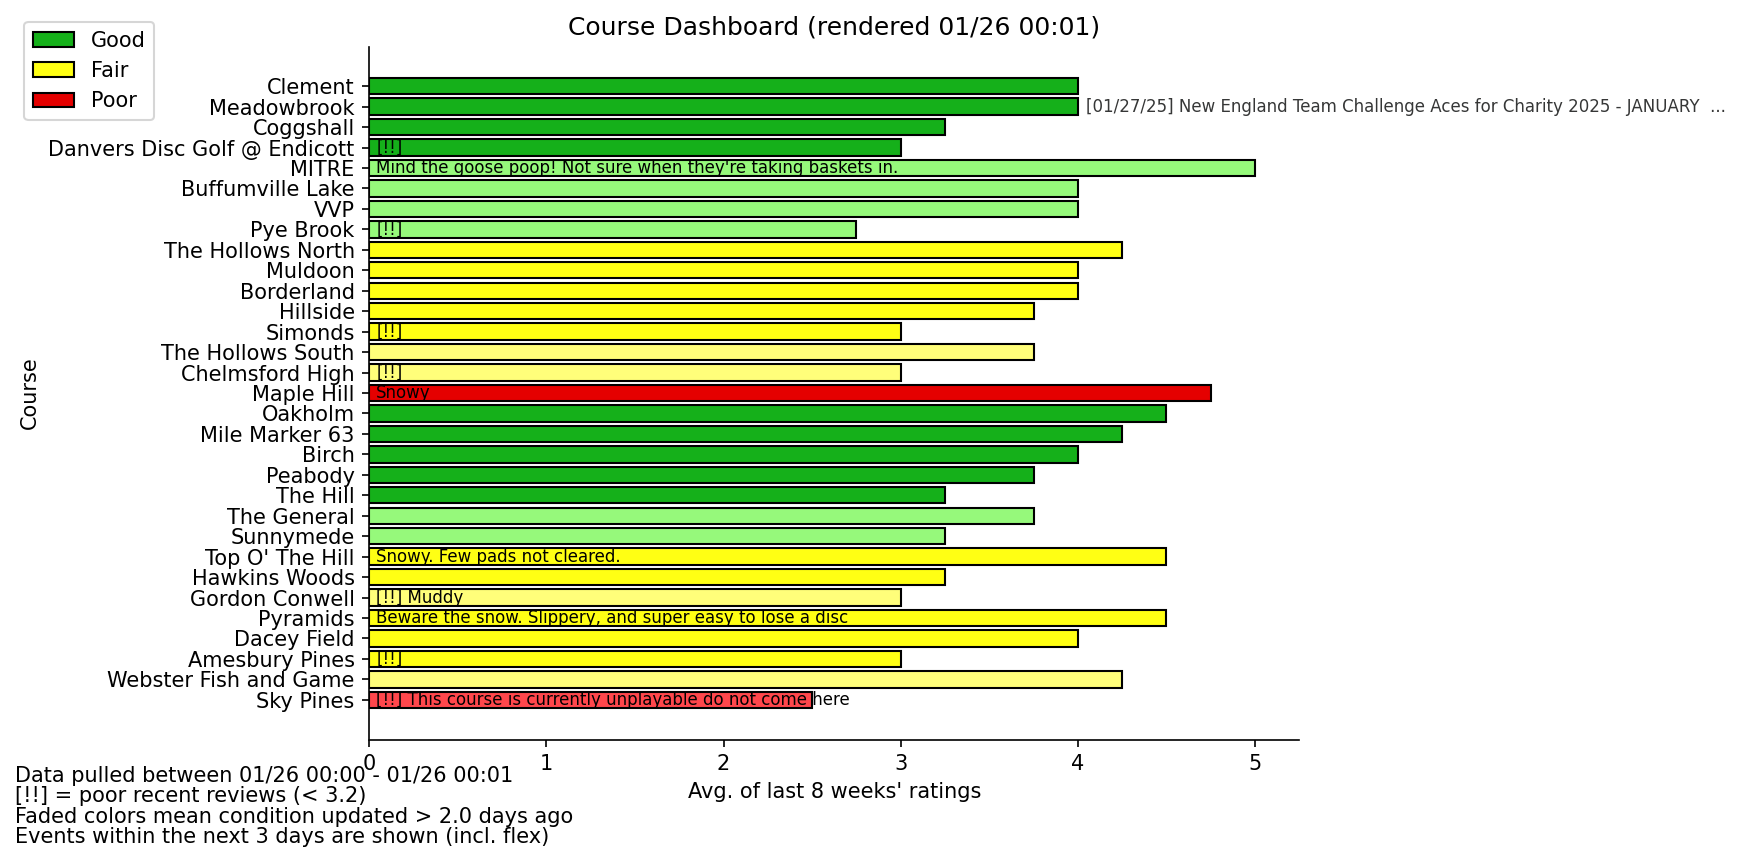 Course Dashboard (rendered 01/26 00:01)
Good
Fair
Poor
Clement
Meadowbrook [01/27/25] New England Team Challenge Aces for Charity 2025 - JANUARY ...
Coggshall
Danvers Disc Golf @ Endicott [!!]
MITRE Mind the goose poop! Not sure when they're taking baskets in.
Buffumville Lake
VVP
Pye Brook [!!]
The Hollows North
Muldoon
Borderland
Hillside
Simonds [!!]
The Hollows South
Chelmsford High [!!]
Maple Hill Snowy
Oakholm
Mile Marker 63
Birch
Peabody
The Hill
The General
Sunnymede
Top O' The Hill Snowy. Few pads not cleared.
Hawkins Woods
Gordon Conwell [!!] Muddy
Pyramids Beware the snow. Slippery, and super easy to lose a disc
Dacey Field
Amesbury Pines [!!]
Webster Fish and Game
Sky Pines [!!] This course is currently unplayable do not come here
Course
0 1 2 3 4 5
Avg. of last 8 weeks' ratings
Data pulled between 01/26 00:00 - 01/26 00:01
[!!] = poor recent reviews (< 3.2)
Faded colors mean condition updated > 2.0 days ago
Events within the next 3 days are shown (incl. flex)